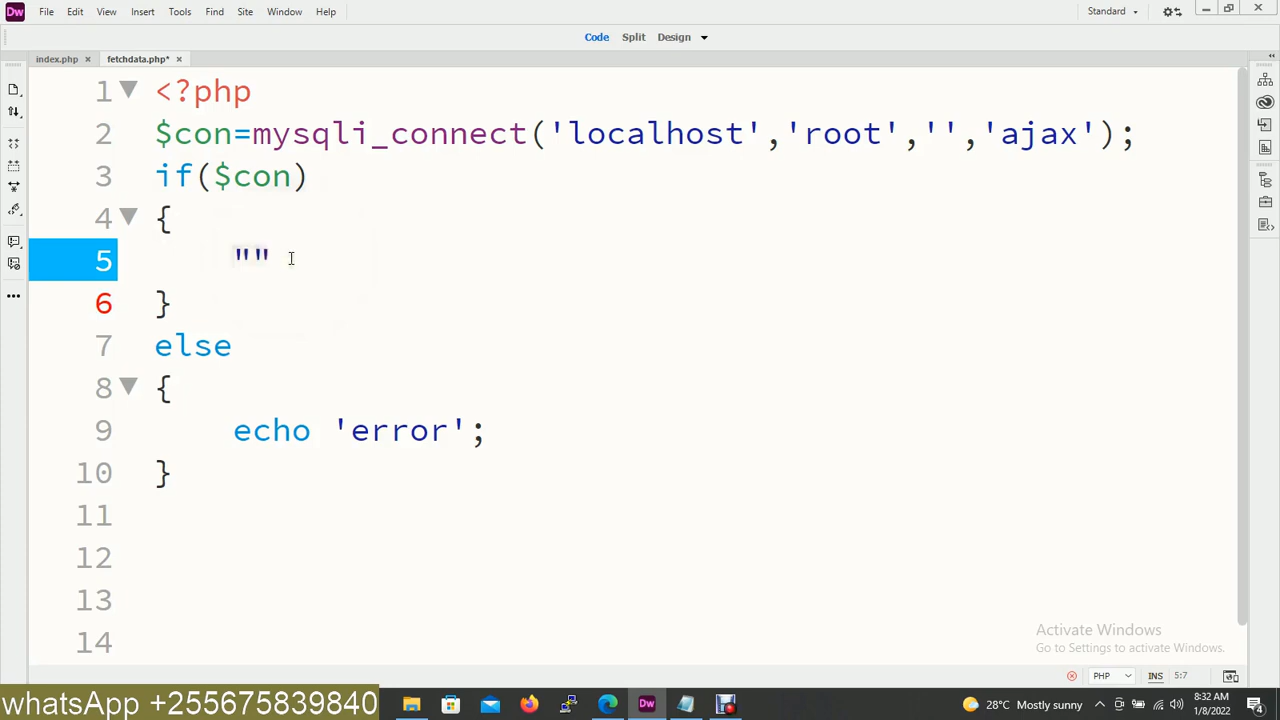 Dw File Edit View Insert Tools Find Site Window Help Standard
Code Split Design
index.php × fetchdata.php* ×
1 <?php
2 $con=mysqli_connect('localhost','root','','ajax');
3 if($con)
4 {
5 ""
6 }
7 else
8 {
9 echo 'error';
10 }
11
12
13
14
Activate Windows
Go to Settings to activate Windows.
PHP INS 5:7
whatsApp +255675839840
Dw
28°C Mostly sunny
8:32 AM
1/8/2022